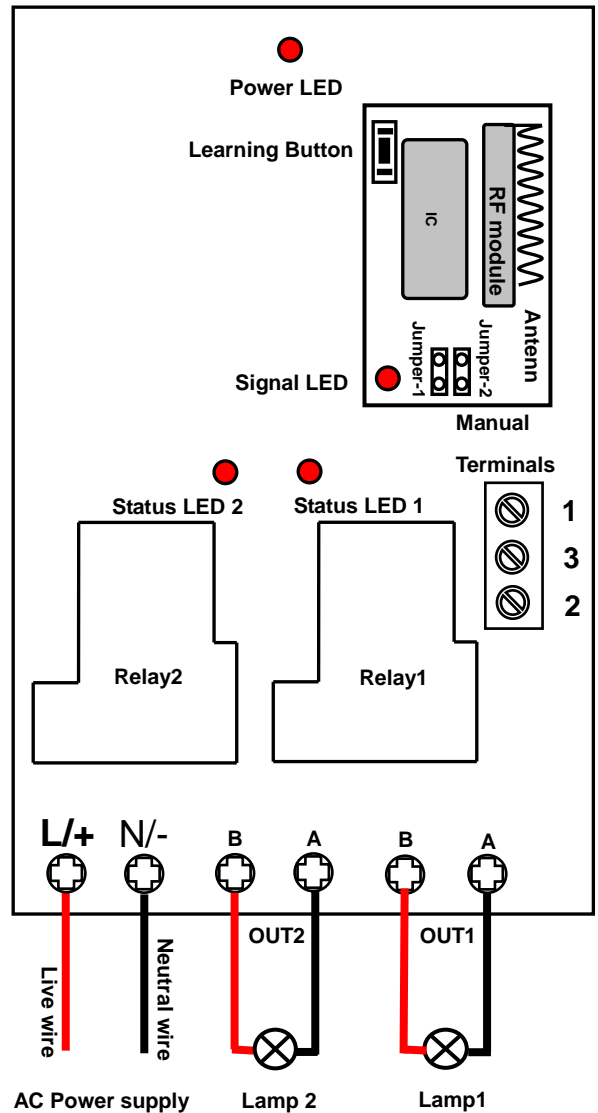 Power LED
Learning Button
IC
RF module
Antenn
Jumper-1
Jumper-2
Signal LED
Manual
Terminals
Status LED 2
Status LED 1
1
3
2
Relay2
Relay1
L/+
N/-
B
A
B
A
OUT2
OUT1
Live wire
Neutral wire
AC Power supply
Lamp 2
Lamp1